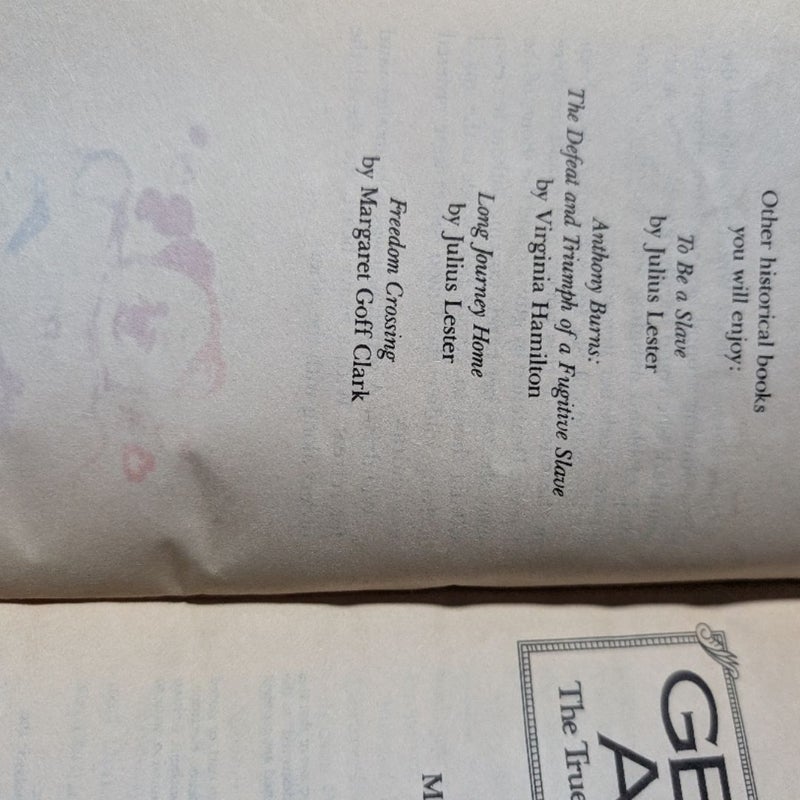 Other historical books
you will enjoy:
To Be a Slave
by Julius Lester
Anthony Burns:
The Defeat and Triumph of a Fugitive Slave
by Virginia Hamilton
Long Journey Home
by Julius Lester
Freedom Crossing
by Margaret Goff Clark
GE
A
The True
M